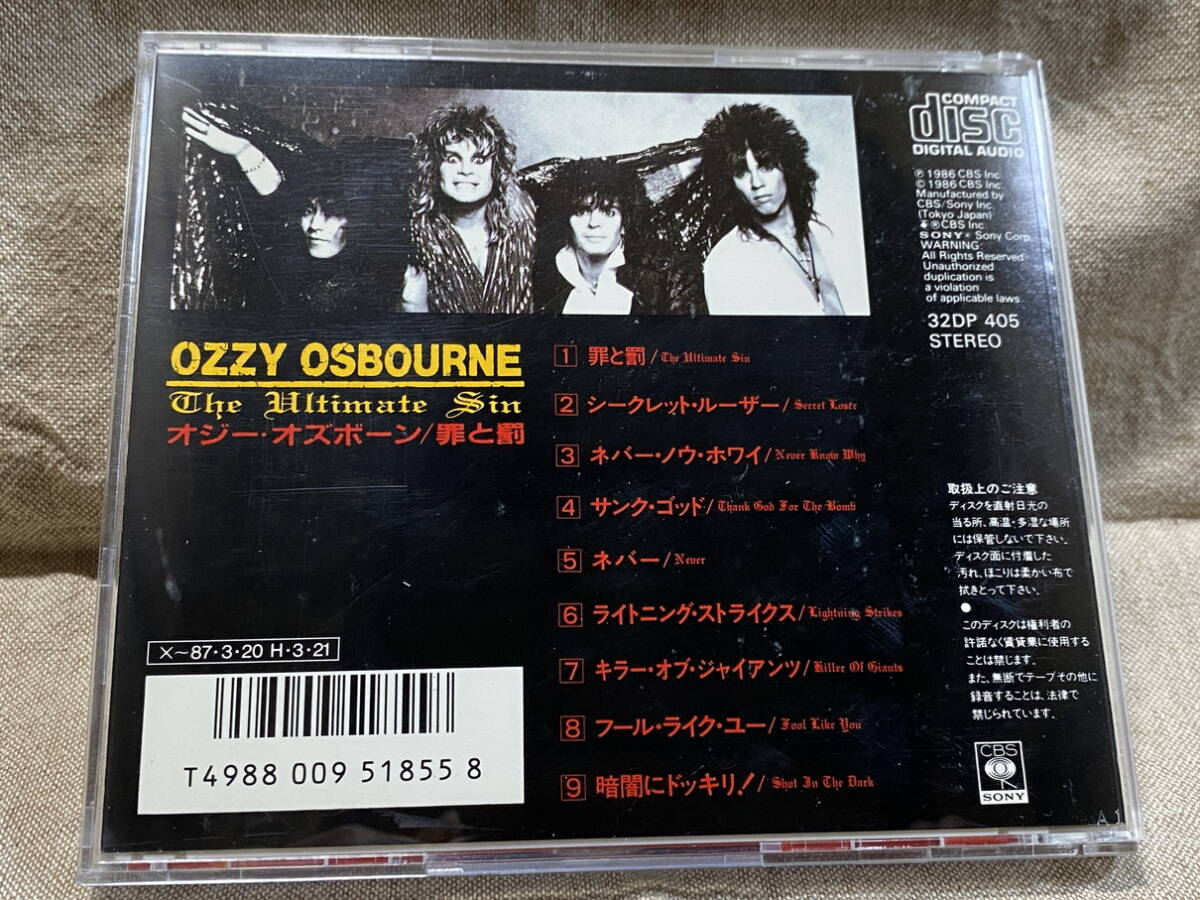 COMPACT
disc
DIGITAL AUDIO
℗ 1986 CBS Inc.
© 1986 CBS Inc.
Manufactured by
CBS/Sony Inc.
(Tokyo Japan)
®CBS Inc.
SONY® Sony Corp.
WARNING:
All Rights Reserved
Unauthorized
duplication is
a violation
of applicable laws
32DP 405
STEREO
OZZY OSBOURNE
The Ultimate Sin
オジー・オズボーン/罪と罰
1 罪と罰/The Ultimate Sin
2 シークレット・ルーザー/Secret Loser
3 ネバー・ノウ・ホワイ/Never Know Why
4 サンク・ゴッド/Thank God For The Bomb
5 ネバー/Never
6 ライトニング・ストライクス/Lightning Strikes
7 キラー・オブ・ジャイアンツ/Killer Of Giants
8 フール・ライク・ユー/Fool Like You
9 暗闇にドッキリ!/Shot In The Dark
取扱上のご注意
ディスクを直射日光の
当る所、高温・多湿な場所
には保管しないで下さい。
ディスク面に付着した
汚れ、ほこりは柔かい布で
拭きとって下さい。
●
このディスクは権利者の
許諾なく賃貸業に使用する
ことは禁じます。
また、無断でテープその他に
録音することは、法律で
禁じられています。
X〜87・3・20 H・3・21
T4988 009 51855 8
CBS
SONY
A 1